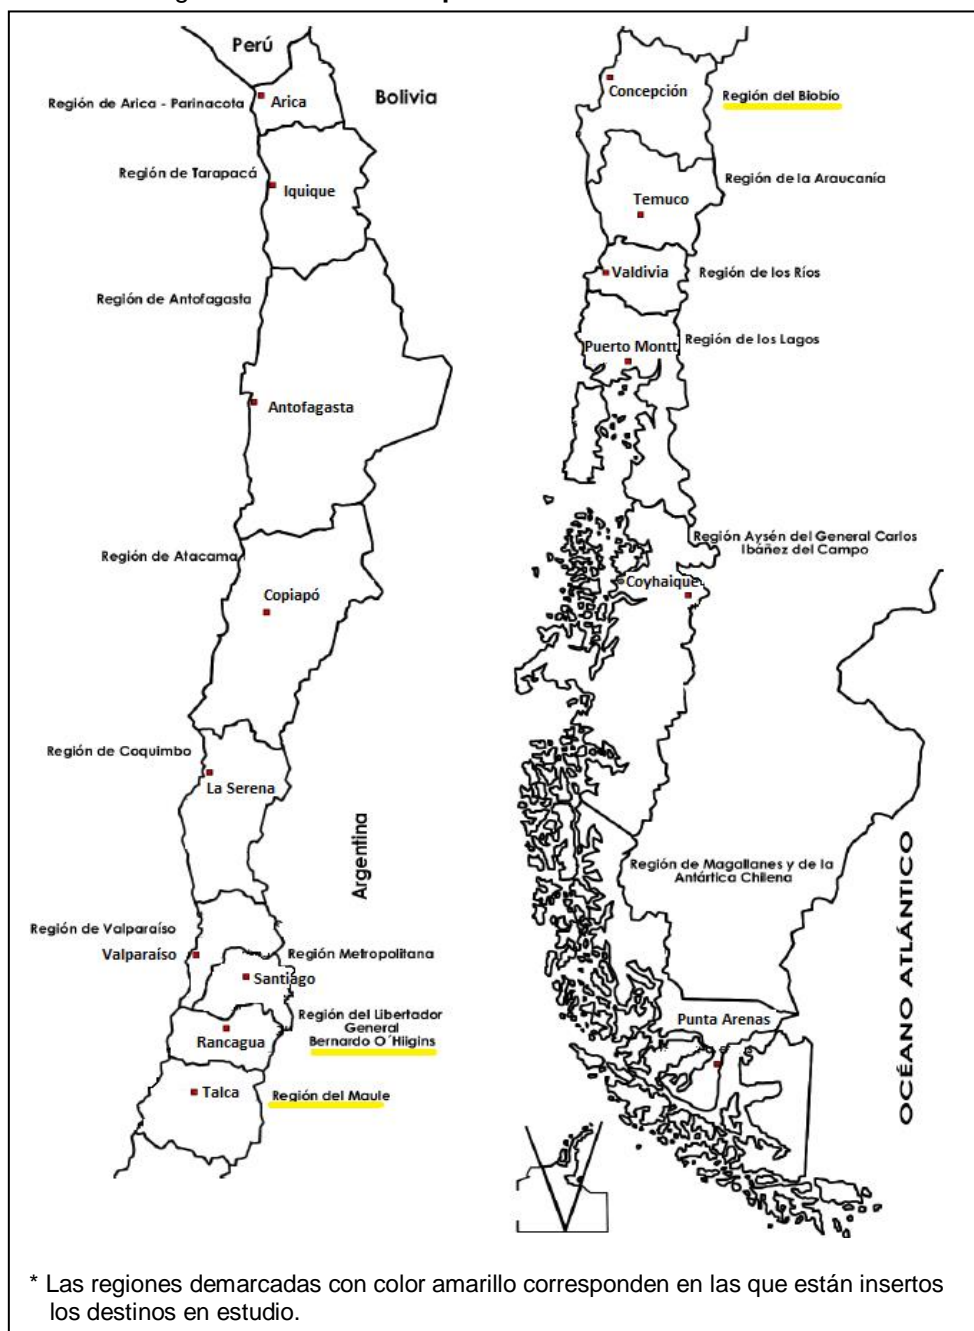 Perú
Bolivia
Región de Arica - Parinacota
Arica
Región de Tarapacá
Iquique
Región de Antofagasta
Antofagasta
Región de Atacama
Copiapó
Región de Coquimbo
La Serena
Argentina
Región de Valparaíso
Valparaíso
Región Metropolitana
Santiago
Región del Libertador
General
Bernardo O´Hiigins
Rancagua
Talca
Región del Maule
Concepción
Región del Biobío
Región de la Araucanía
Temuco
Valdivia
Región de los Ríos
Puerto Montt
Región de los Lagos
Región Aysén del General Carlos
Ibáñez del Campo
Coyhaique
Región de Magallanes y de la
Antártica Chilena
Punta Arenas
OCÉANO ATLÁNTICO
* Las regiones demarcadas con color amarillo corresponden en las que están insertos
los destinos en estudio.